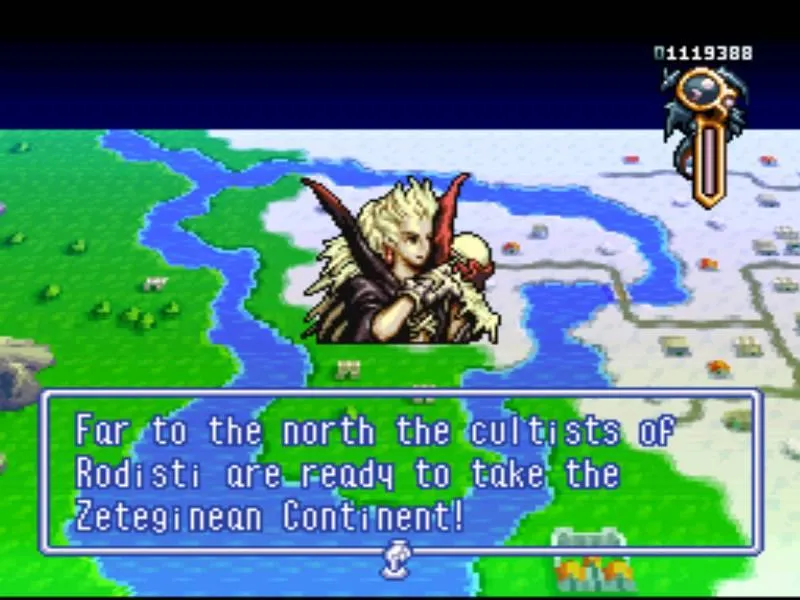 01119388
Far to the north the cultists of
Rodisti are ready to take the
Zeteginean Continent!